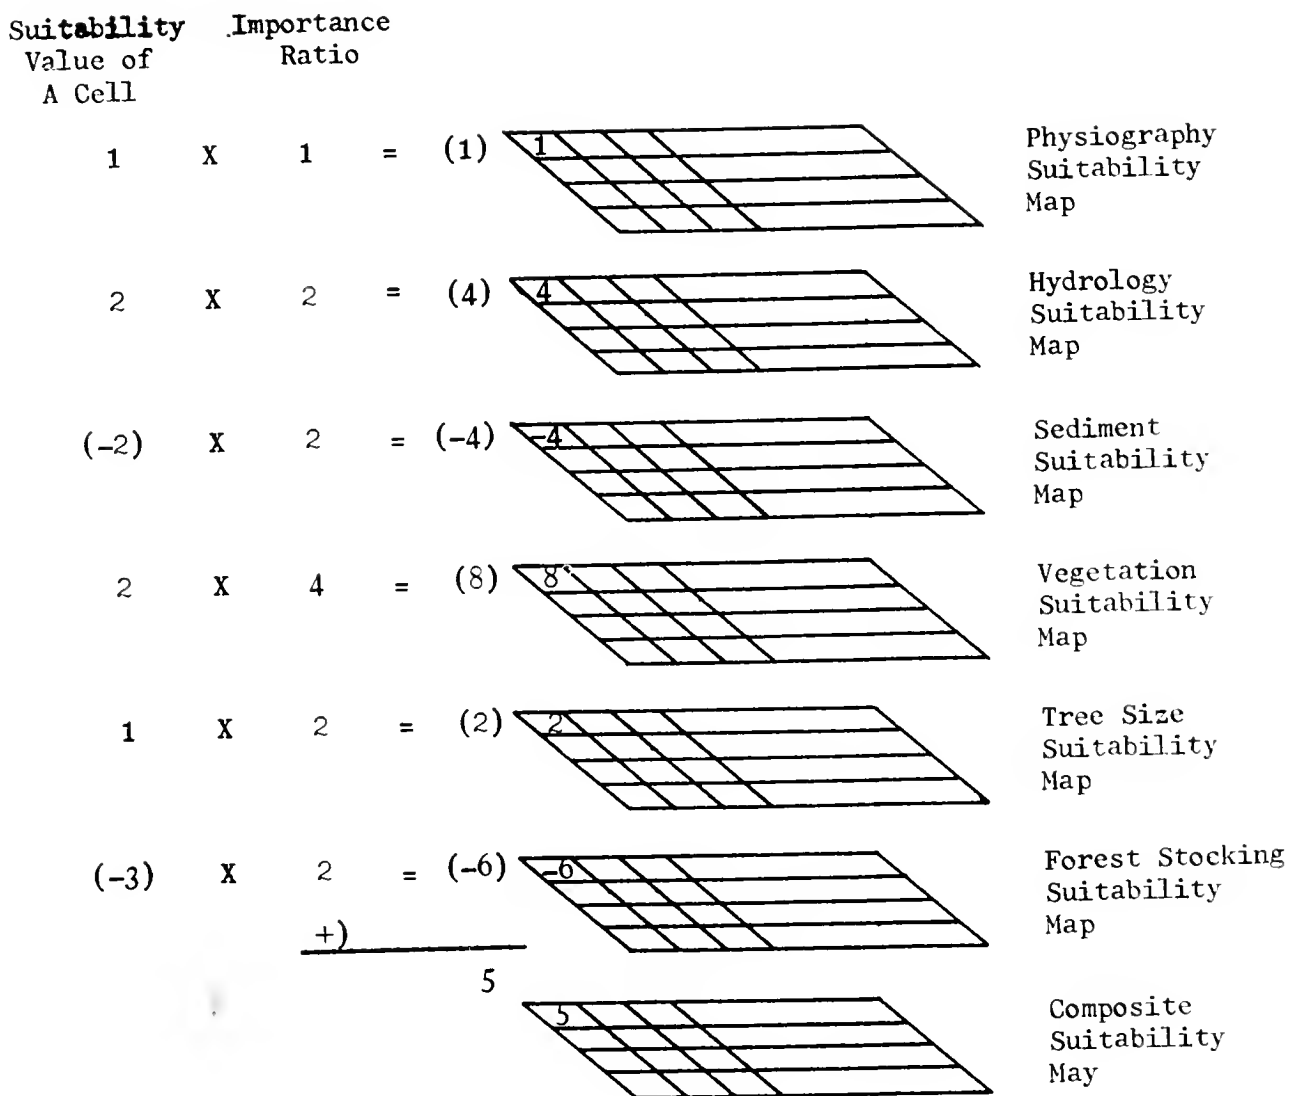 Suitability Importance
Value of Ratio
A Cell
1 X 1 = (1) 1 Physiography
Suitability
Map
2 X 2 = (4) 4 Hydrology
Suitability
Map
(-2) X 2 = (-4) -4 Sediment
Suitability
Map
2 X 4 = (8) 8 Vegetation
Suitability
Map
1 X 2 = (2) 2 Tree Size
Suitability
Map
(-3) X 2 = (-6) -6 Forest Stocking
Suitability
Map
+)
5
5 Composite
Suitability
May